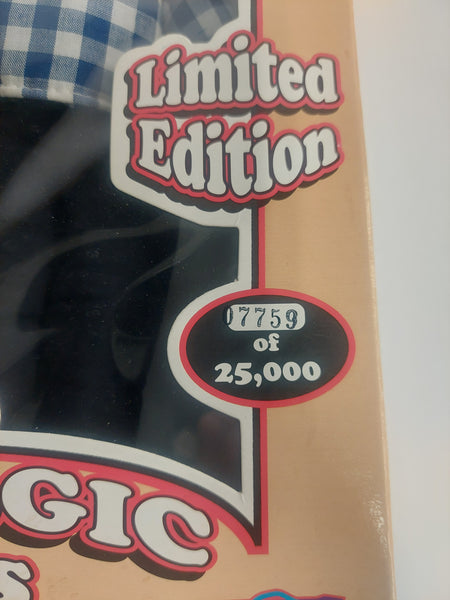 Limited
Edition
07759
of
25,000
GIC
s